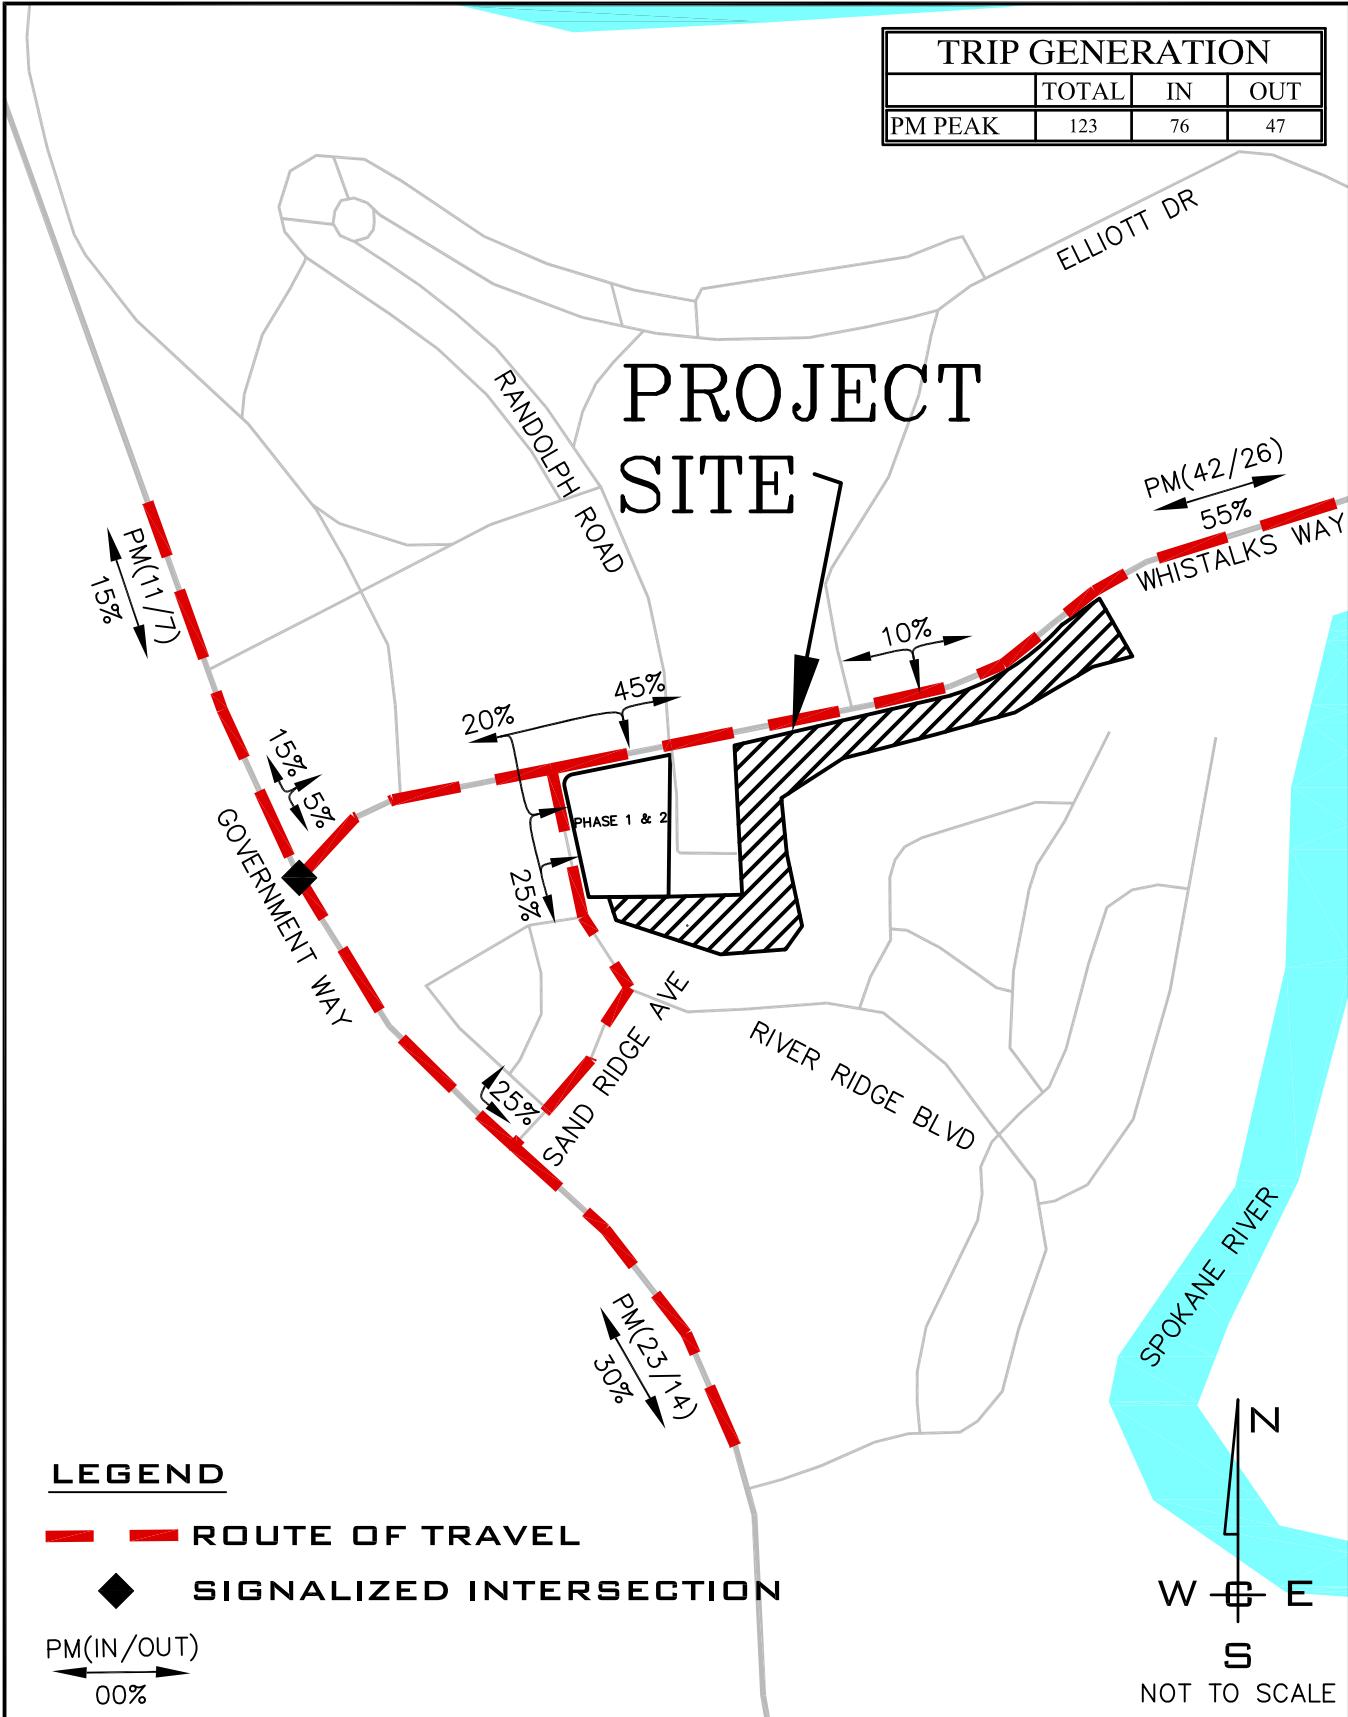 TRIP GENERATION
TOTAL IN OUT
PM PEAK 123 76 47
ELLIOTT DR
RANDOLPH ROAD
PROJECT
SITE
PM(42/26)
55%
WHISTALKS WAY
PM(11/7)
15%
10%
45%
20%
15%
5%
PHASE 1 & 2
GOVERNMENT WAY
25%
SAND RIDGE AVE
RIVER RIDGE BLVD
25%
SPOKANE RIVER
PM(23/14)
30%
LEGEND
ROUTE OF TRAVEL
SIGNALIZED INTERSECTION
PM(IN/OUT)
00%
N
W E
S
NOT TO SCALE